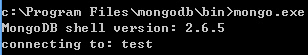 c:\Program Files\mongodb\bin>mongo.exe
MongoDB shell version: 2.6.5
connecting to: test